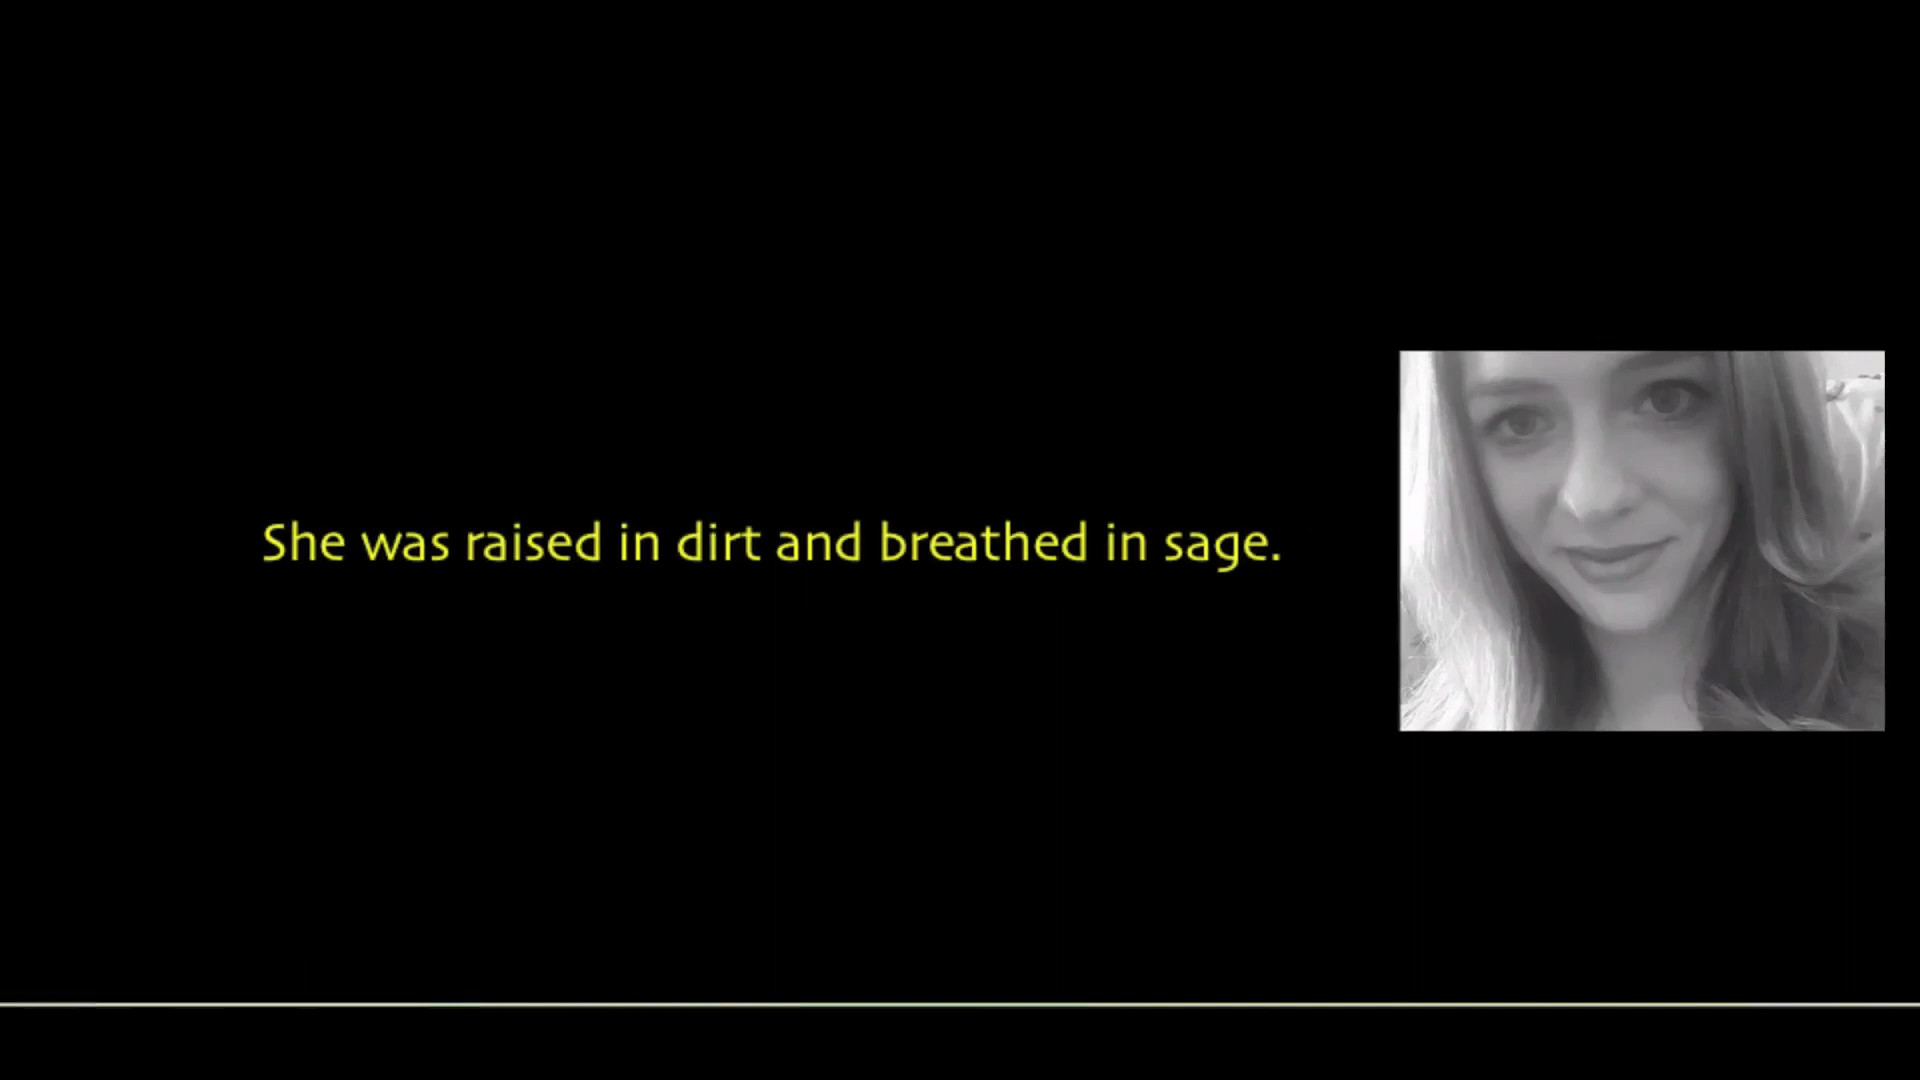 She was raised in dirt and breathed in sage.